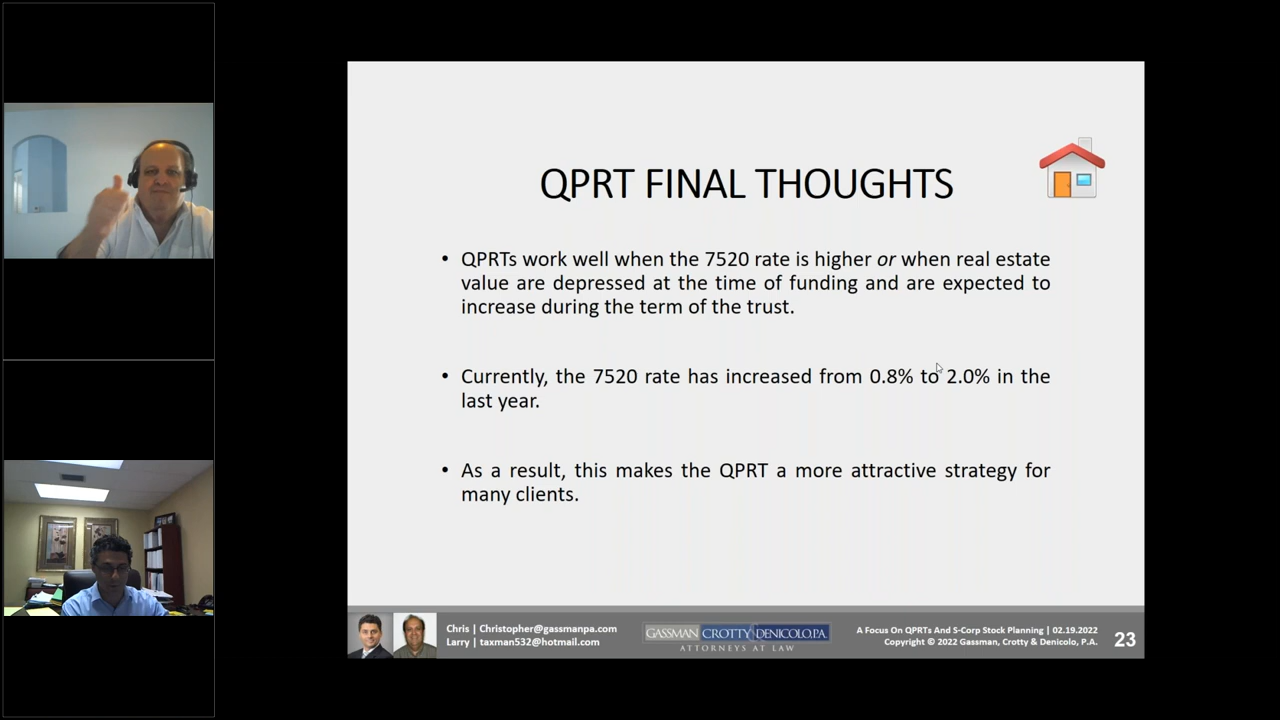 QPRT FINAL THOUGHTS
• QPRTs work well when the 7520 rate is higher or when real estate
value are depressed at the time of funding and are expected to
increase during the term of the trust.
• Currently, the 7520 rate has increased from 0.8% to 2.0% in the
last year.
• As a result, this makes the QPRT a more attractive strategy for
many clients.
Chris | Christopher@gassmanpa.com
Larry | taxman532@hotmail.com
GASSMAN CROTTY DENICOLO, P.A.
ATTORNEYS AT LAW
A Focus On QPRTs And S-Corp Stock Planning | 02.19.2022
Copyright © 2022 Gassman, Crotty & Denicolo, P.A.
23